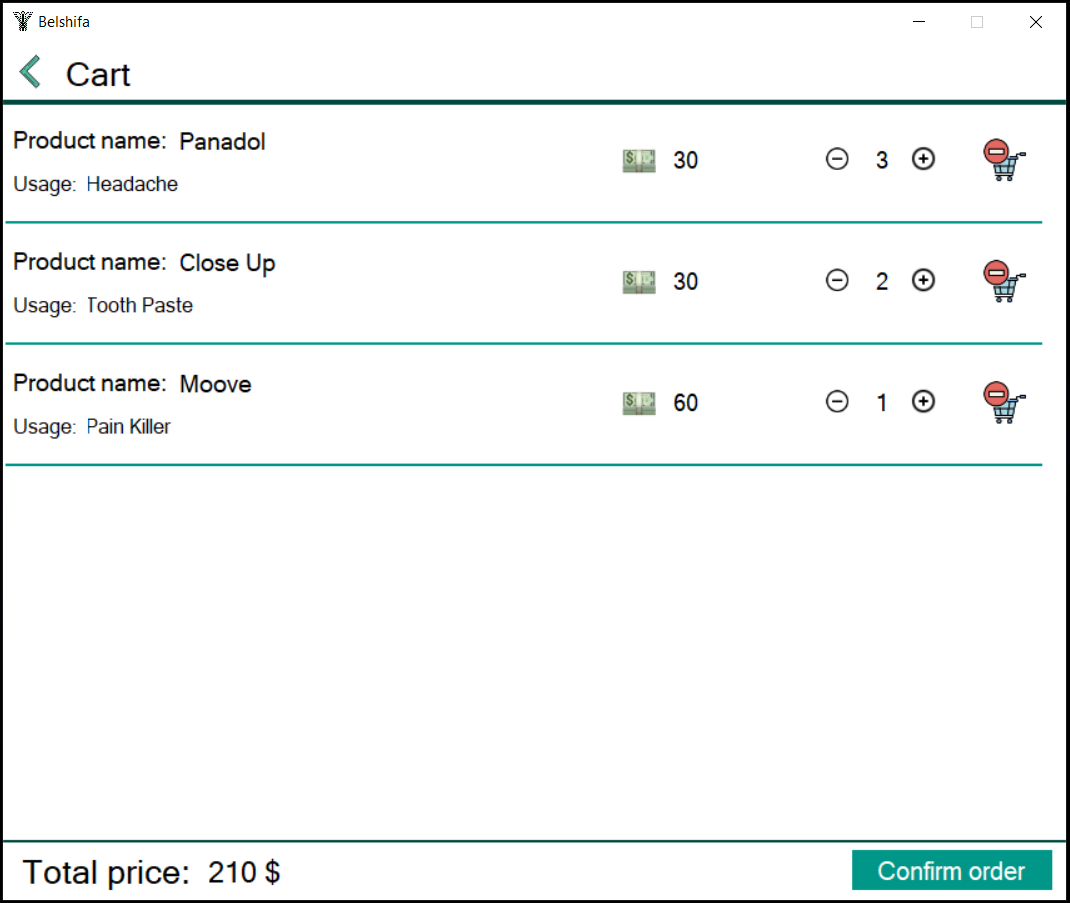 Belshifa
Cart
Product name: Panadol
30
3
Usage: Headache
Product name: Close Up
30
2
Usage: Tooth Paste
Product name: Moove
60
1
Usage: Pain Killer
Total price: 210 $
Confirm order